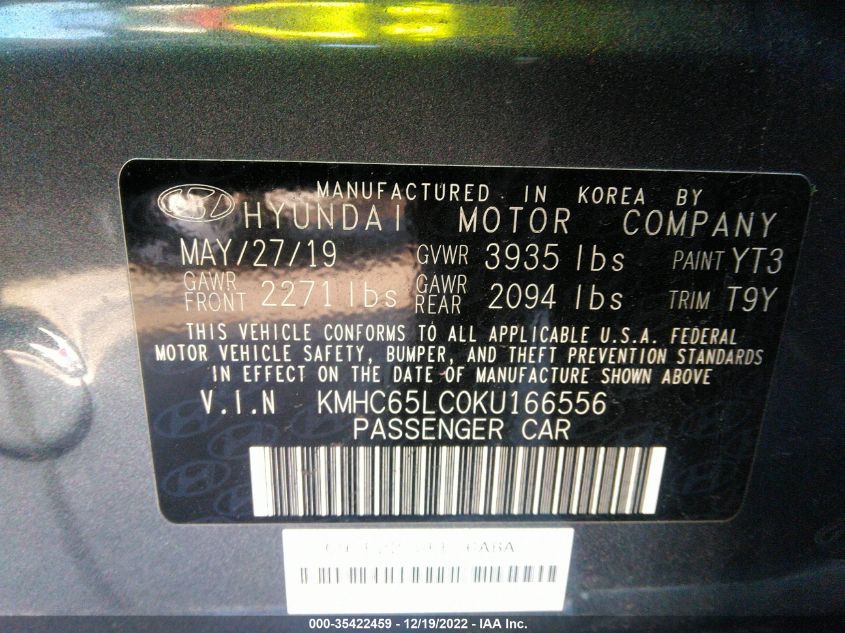 MANUFACTURED IN KOREA BY
HYUNDAI MOTOR COMPANY
MAY/27/19 GVWR 3935 lbs PAINT YT3
GAWR FRONT 2271 lbs GAWR REAR 2094 lbs TRIM T9Y
THIS VEHICLE CONFORMS TO ALL APPLICABLE U.S.A. FEDERAL
MOTOR VEHICLE SAFETY, BUMPER, AND THEFT PREVENTION STANDARDS
IN EFFECT ON THE DATE OF MANUFACTURE SHOWN ABOVE
V.I.N KMHC65LC0KU166556
PASSENGER CAR
000-35422459 - 12/19/2022 - IAA Inc.